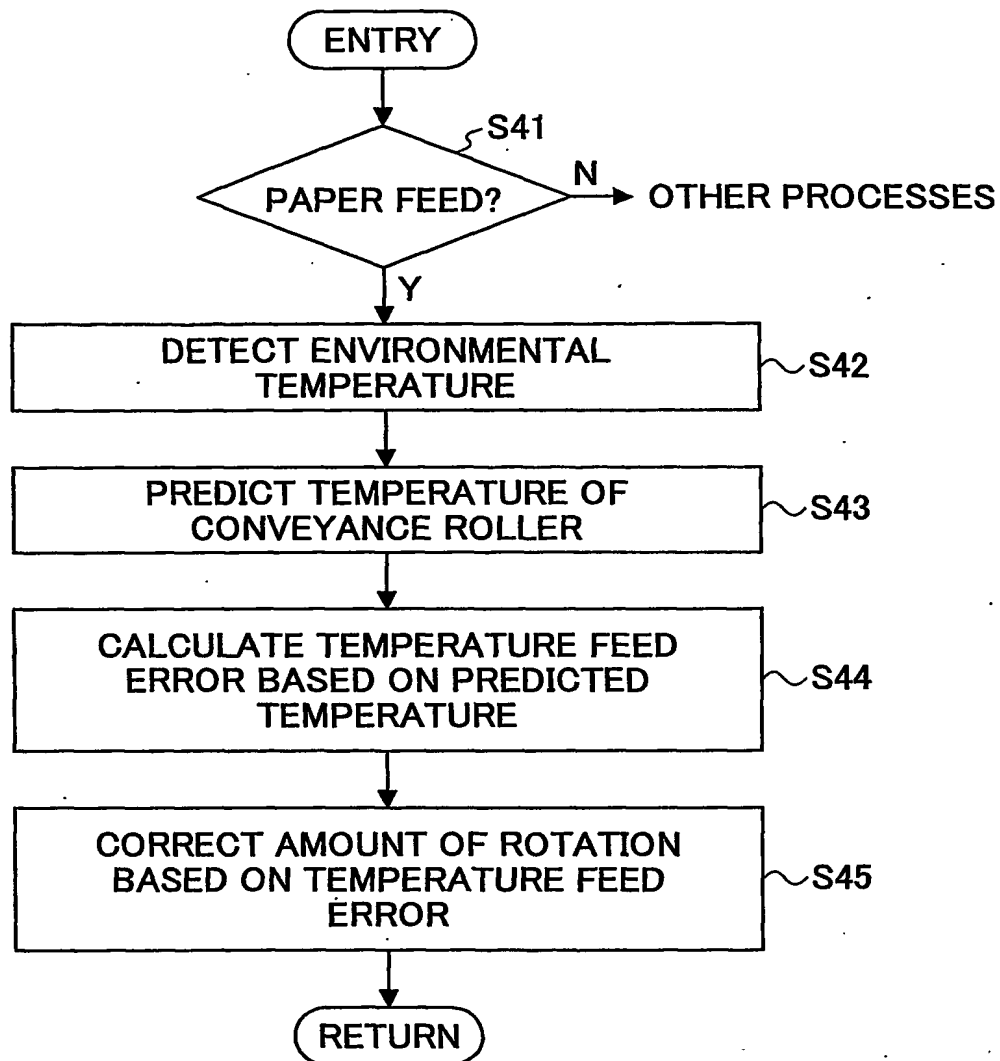 ENTRY
S41
PAPER FEED?
N
OTHER PROCESSES
Y
DETECT ENVIRONMENTAL
TEMPERATURE
S42
PREDICT TEMPERATURE OF
CONVEYANCE ROLLER
S43
CALCULATE TEMPERATURE FEED
ERROR BASED ON PREDICTED
TEMPERATURE
S44
CORRECT AMOUNT OF ROTATION
BASED ON TEMPERATURE FEED
ERROR
S45
RETURN